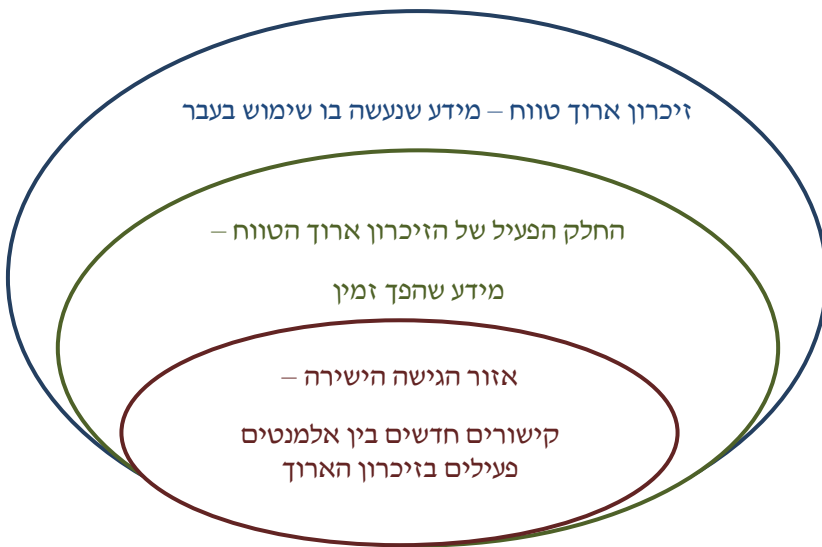 זיכרון ארוך טווח – מידע שנעשה בו שימוש בעבר
החלק הפעיל של הזיכרון ארוך הטווח –
מידע שהפך זמין
אזור הגישה הישירה –
קישורים חדשים בין אלמנטים
פעילים בזיכרון הארוך